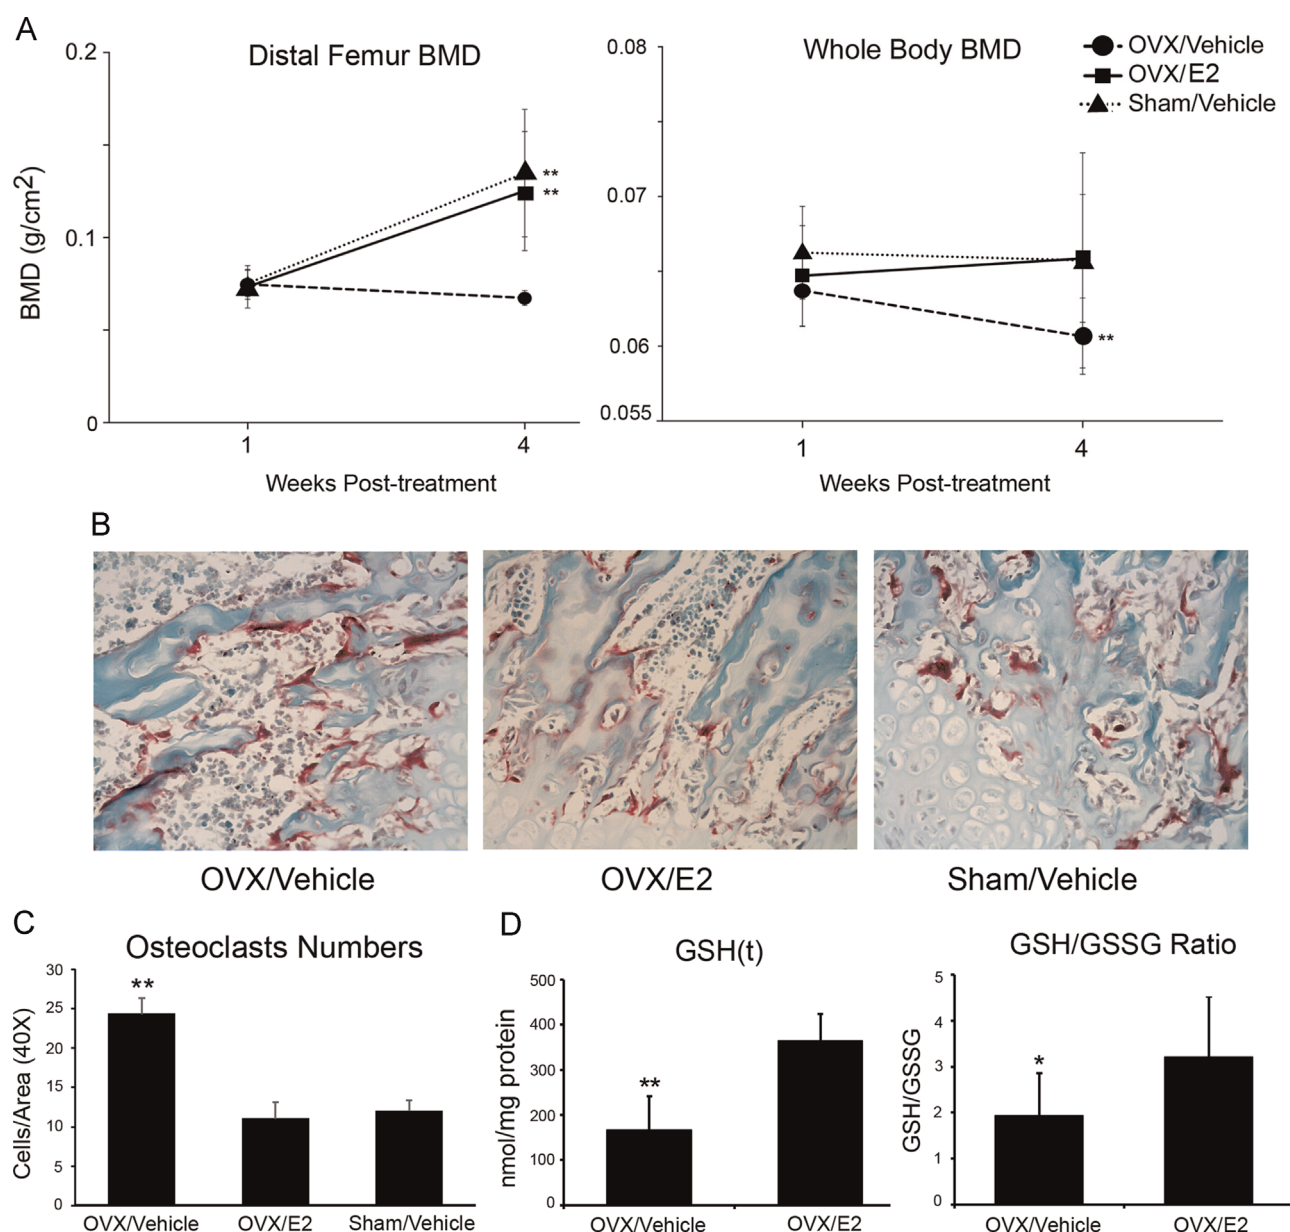 A
Distal Femur BMD
BMD (g/cm2)
0.2
0.1
0
1
4
Weeks Post-treatment
**
**
Whole Body BMD
0.08
0.07
0.06
0.055
1
4
Weeks Post-treatment
**
OVX/Vehicle
OVX/E2
Sham/Vehicle
B
OVX/Vehicle
OVX/E2
Sham/Vehicle
C
Osteoclasts Numbers
Cells/Area (40X)
30
25
20
15
10
5
0
**
OVX/Vehicle
OVX/E2
Sham/Vehicle
D
GSH(t)
nmol/mg protein
500
400
300
200
100
0
**
OVX/Vehicle
OVX/E2
GSH/GSSG Ratio
GSH/GSSG
5
4
3
2
1
0
*
OVX/Vehicle
OVX/E2